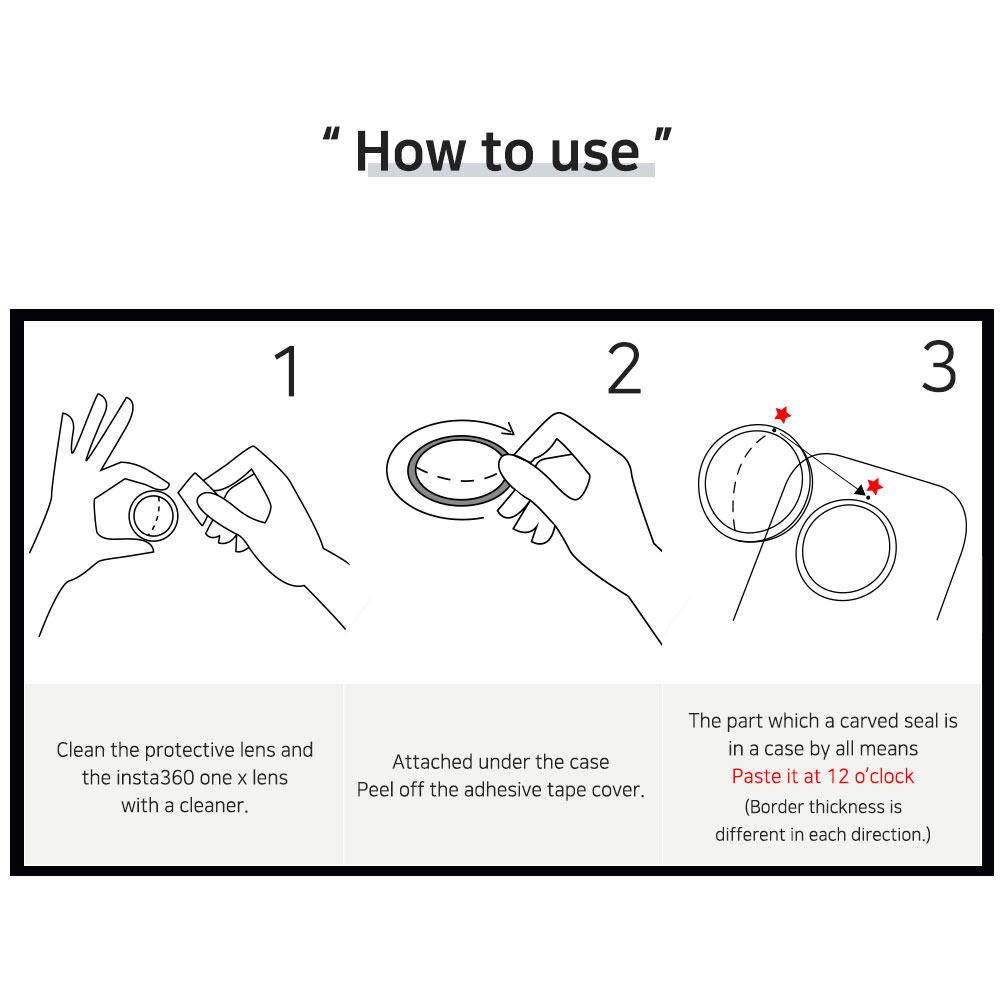 “ How to use ”
1
2
3
Clean the protective lens and
the insta360 one x lens
with a cleaner.
Attached under the case
Peel off the adhesive tape cover.
The part which a carved seal is
in a case by all means
Paste it at 12 o’clock
(Border thickness is
different in each direction.)